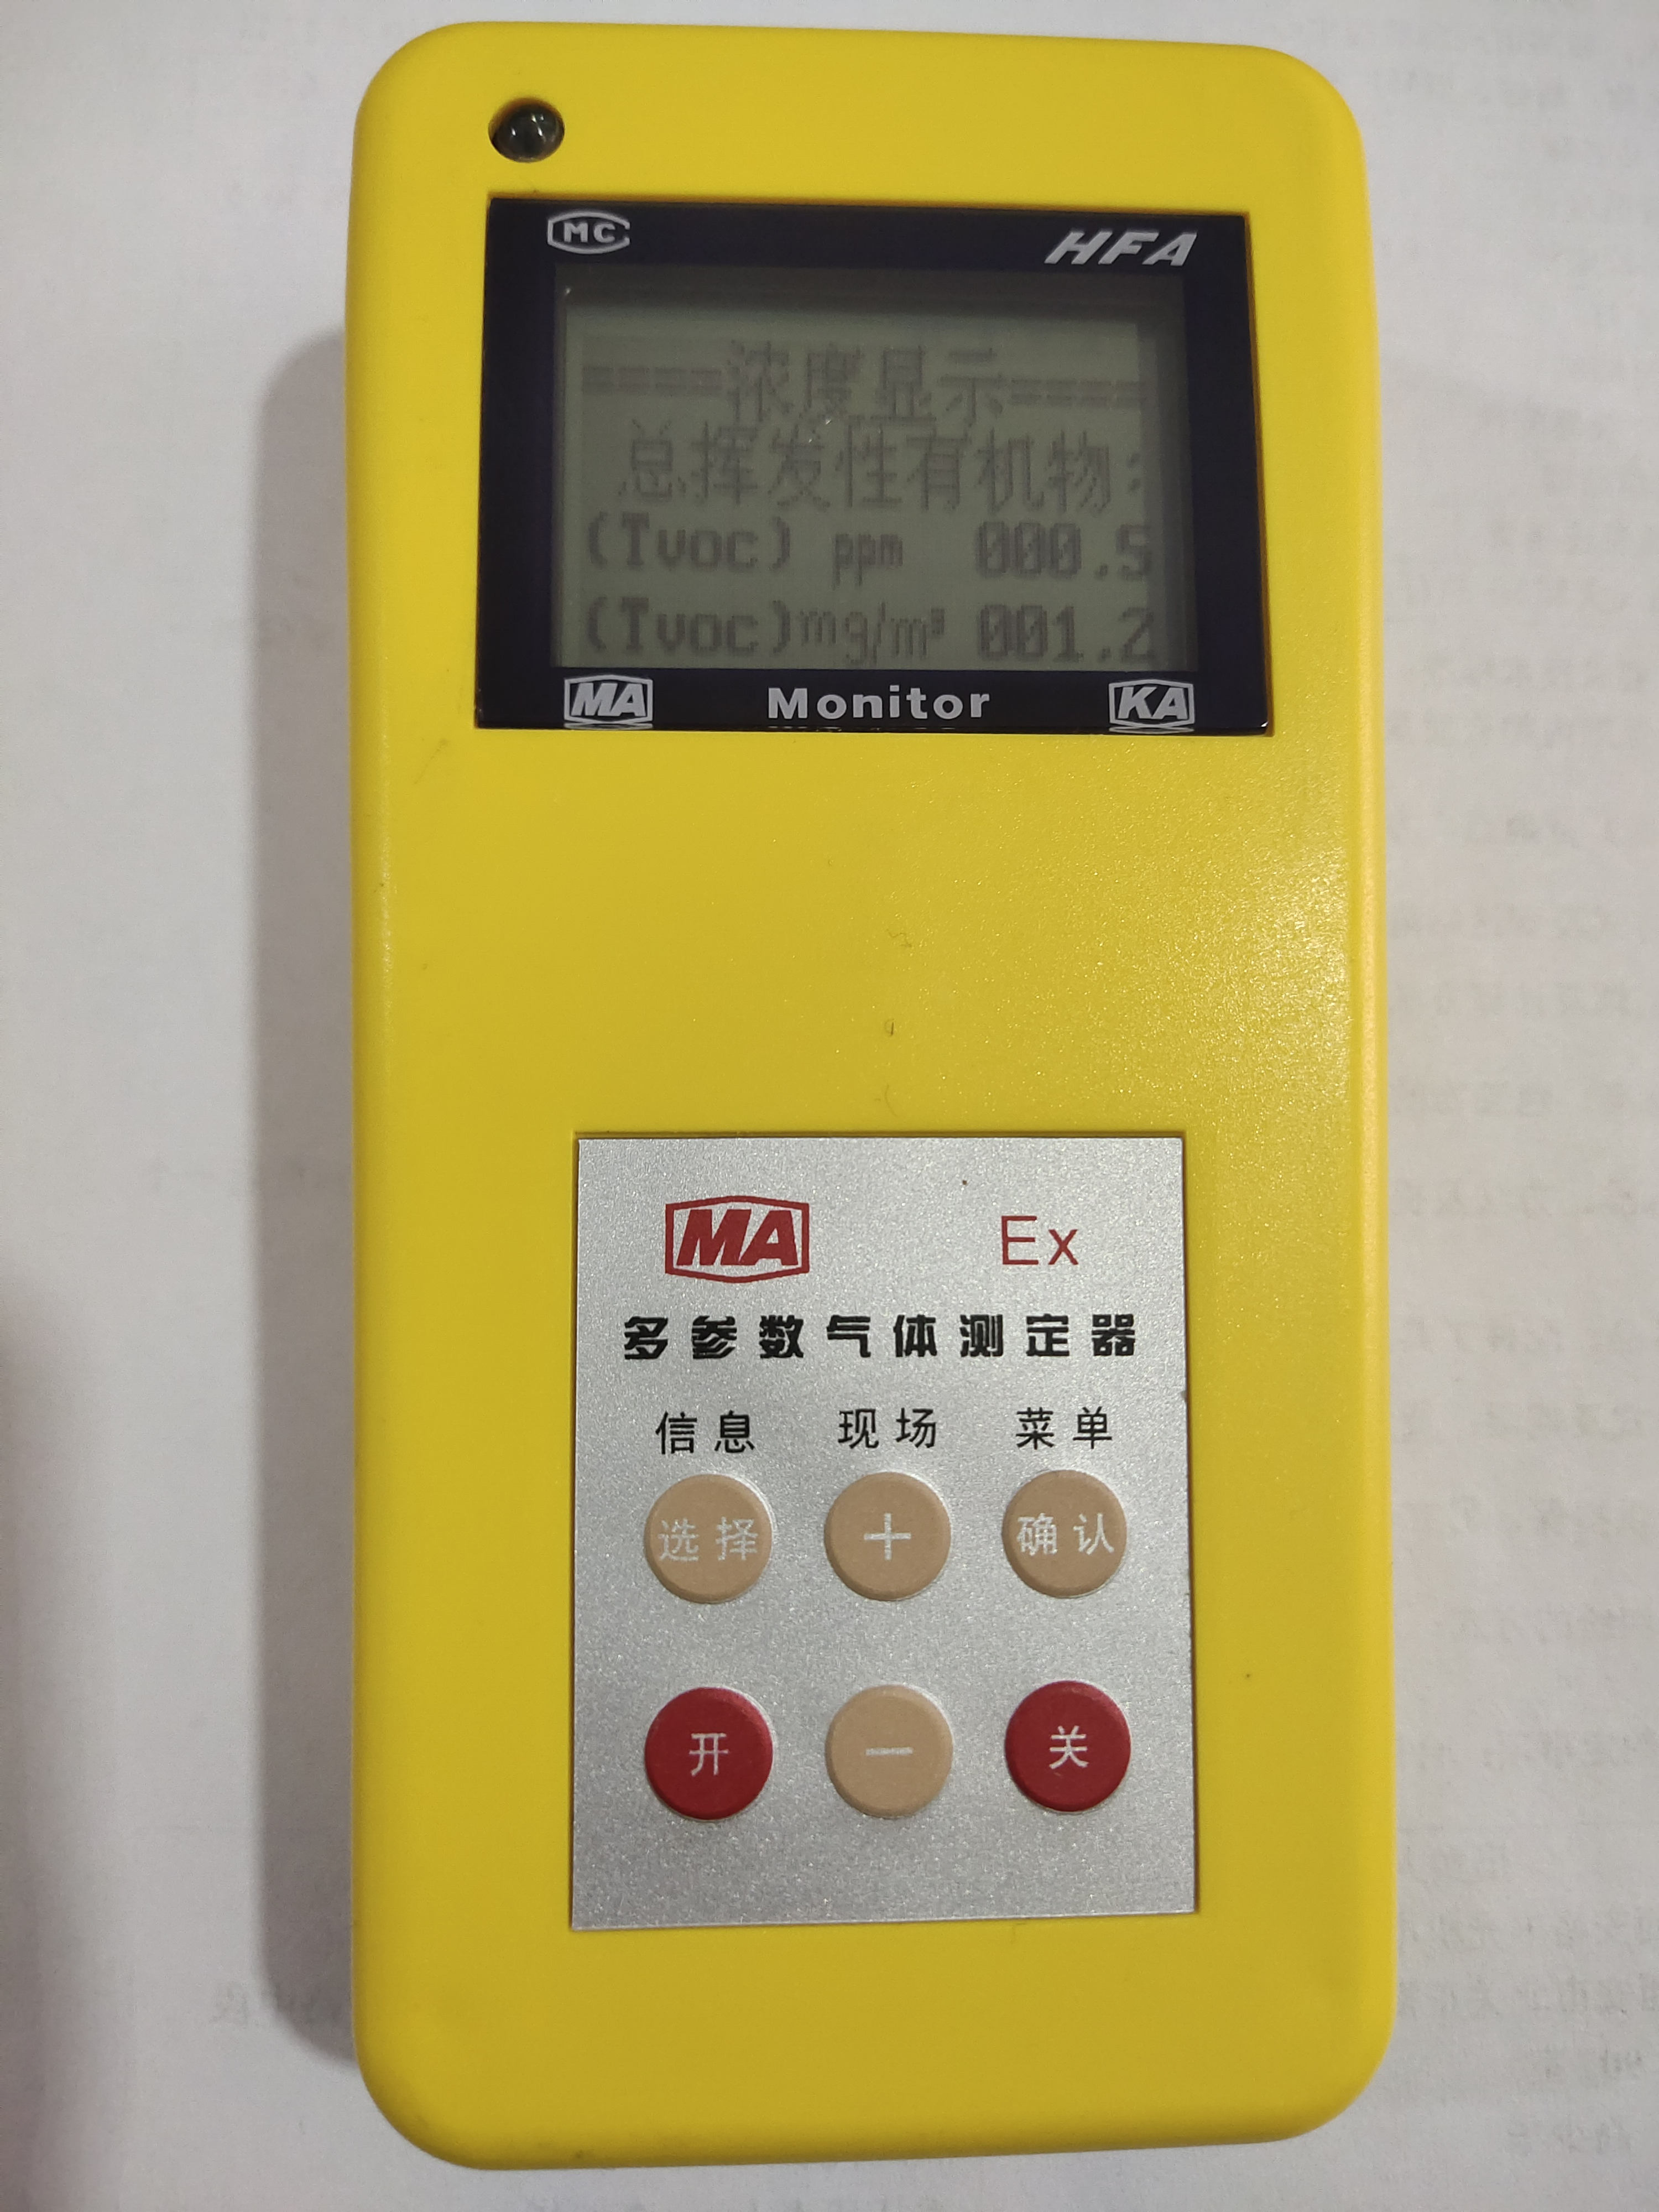 MC HFA
====浓度显示====
总挥发性有机物:
(Tvoc) ppm 000.5
(Tvoc)mg/m³ 001.2
MA Monitor KA
MA Ex
多参数气体测定器
信息 现场 菜单
选择 + 确认
开 — 关